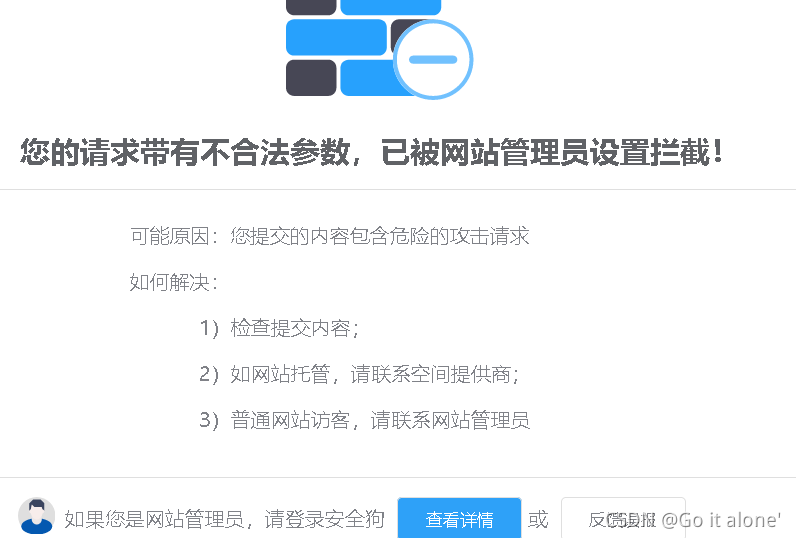 您的请求带有不合法参数，已被网站管理员设置拦截！
可能原因：您提交的内容包含危险的攻击请求
如何解决：
1）检查提交内容；
2）如网站托管，请联系空间提供商；
3）普通网站访客，请联系网站管理员
如果您是网站管理员，请登录安全狗 查看详情 或 反馈误报
CSDN @Go it alone'